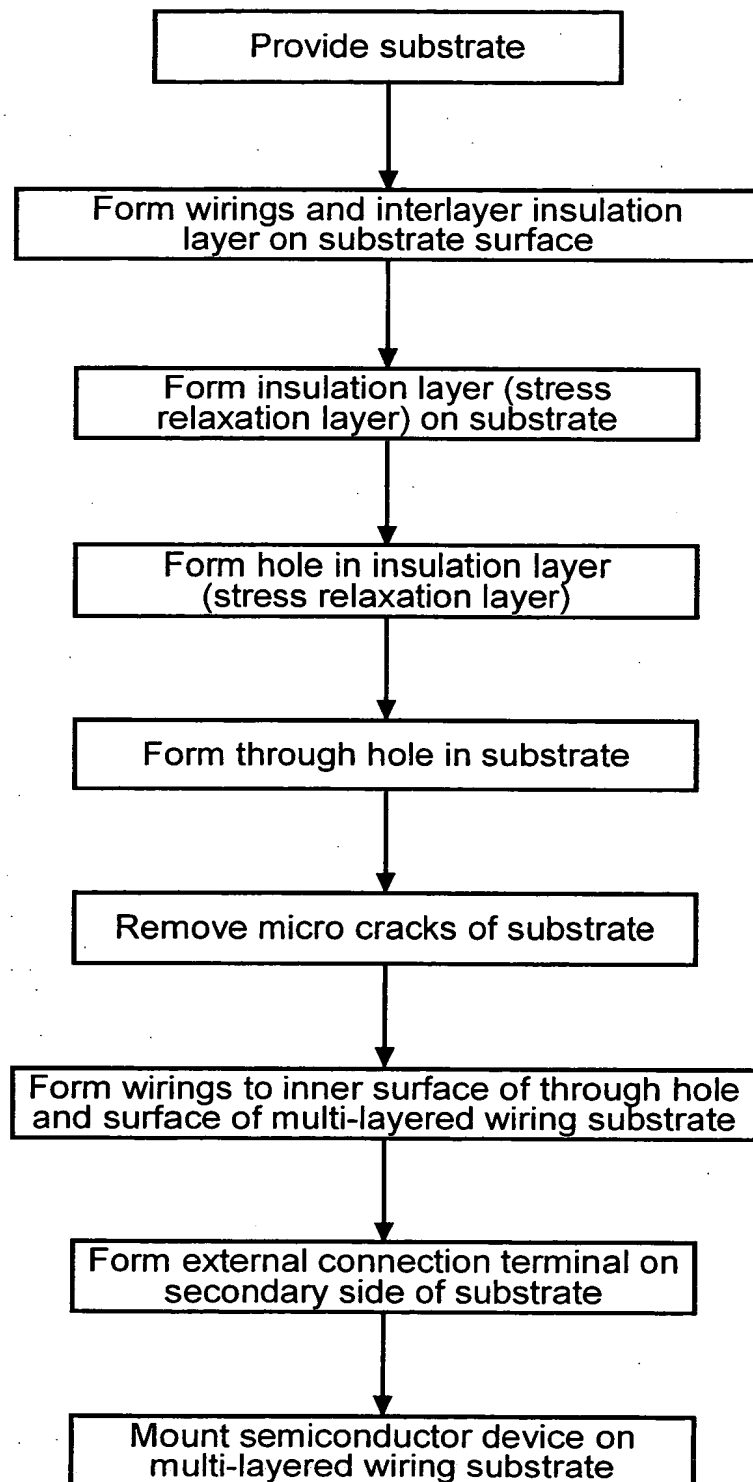 Provide substrate
Form wirings and interlayer insulation
layer on substrate surface
Form insulation layer (stress
relaxation layer) on substrate
Form hole in insulation layer
(stress relaxation layer)
Form through hole in substrate
Remove micro cracks of substrate
Form wirings to inner surface of through hole
and surface of multi-layered wiring substrate
Form external connection terminal on
secondary side of substrate
Mount semiconductor device on
multi-layered wiring substrate